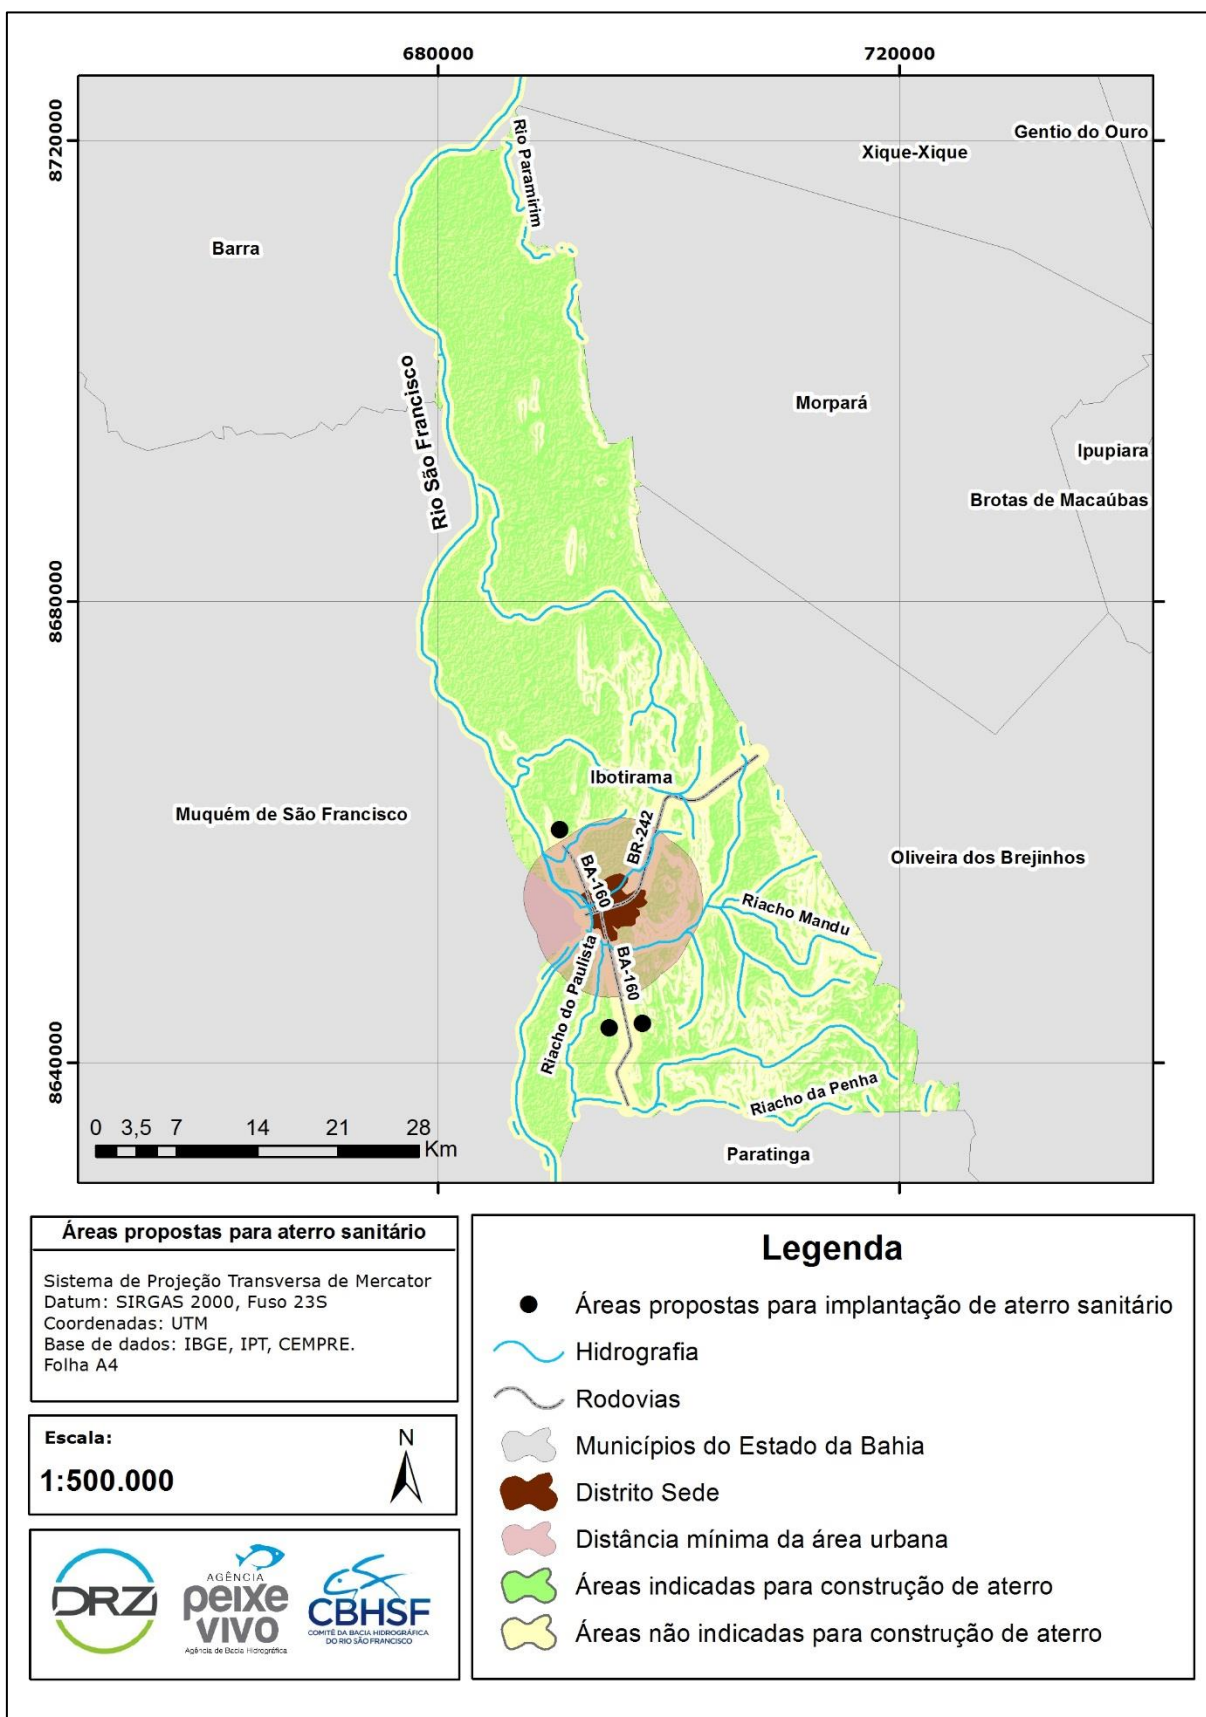 680000
720000
8720000
8680000
8640000
Gentio do Ouro
Xique-Xique
Rio Paramirim
Barra
Rio São Francisco
Morpará
Ipupiara
Brotas de Macaúbas
Ibotirama
Muquém de São Francisco
BR-242
BA-160
Oliveira dos Brejinhos
Riacho Mandu
Riacho do Paulista
BA-160
Riacho da Penha
Paratinga
0 3,5 7 14 21 28
Km
Áreas propostas para aterro sanitário
Sistema de Projeção Transversa de Mercator
Datum: SIRGAS 2000, Fuso 23S
Coordenadas: UTM
Base de dados: IBGE, IPT, CEMPRE.
Folha A4
Escala:
1:500.000
N
DRZ
AGÊNCIA
peixe
vivo
Agência de Bacia Hidrográfica
CBHSF
COMITÊ DA BACIA HIDROGRÁFICA
DO RIO SÃO FRANCISCO
Legenda
Áreas propostas para implantação de aterro sanitário
Hidrografia
Rodovias
Municípios do Estado da Bahia
Distrito Sede
Distância mínima da área urbana
Áreas indicadas para construção de aterro
Áreas não indicadas para construção de aterro